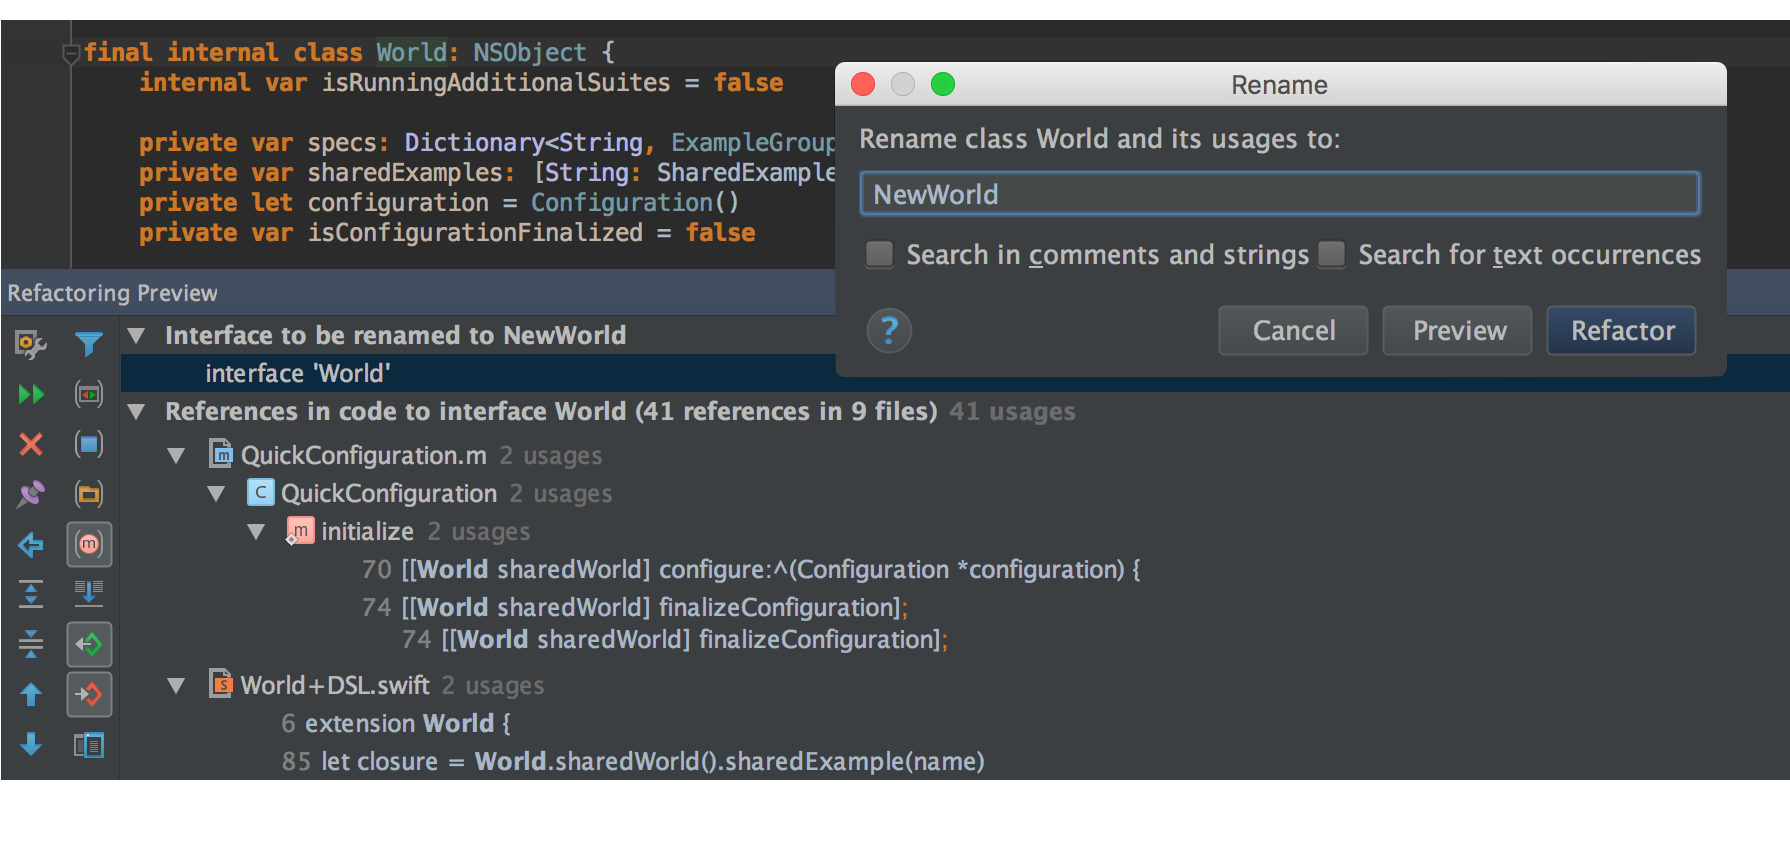 final internal class World: NSObject {
internal var isRunningAdditionalSuites = false
private var specs: Dictionary<String, ExampleGroup
private var sharedExamples: [String: SharedExample
private let configuration = Configuration()
private var isConfigurationFinalized = false
Rename
Rename class World and its usages to:
NewWorld
Search in comments and strings Search for text occurrences
? Cancel Preview Refactor
Refactoring Preview
Interface to be renamed to NewWorld
interface 'World'
References in code to interface World (41 references in 9 files) 41 usages
m QuickConfiguration.m 2 usages
C QuickConfiguration 2 usages
m initialize 2 usages
70 [[World sharedWorld] configure:^(Configuration *configuration) {
74 [[World sharedWorld] finalizeConfiguration];
74 [[World sharedWorld] finalizeConfiguration];
S World+DSL.swift 2 usages
6 extension World {
85 let closure = World.sharedWorld().sharedExample(name)
(m)